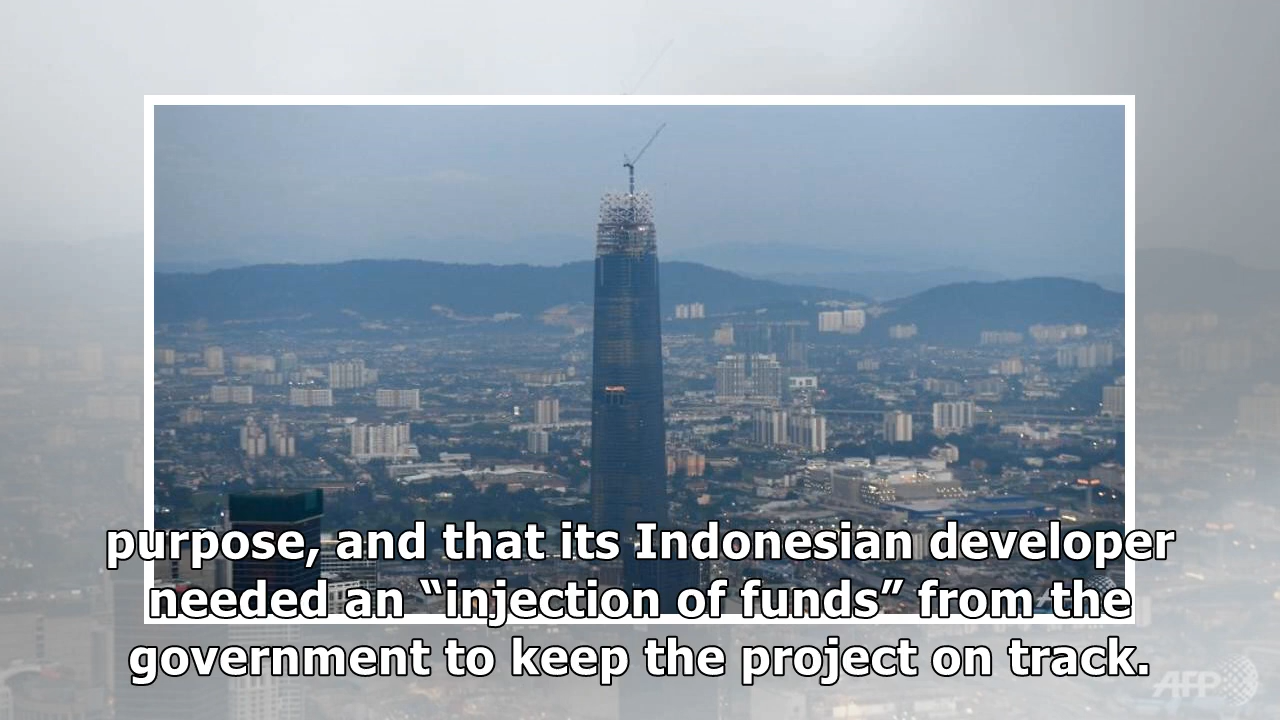 purpose, and that its Indonesian developer
needed an “injection of funds” from the
government to keep the project on track.
AFP